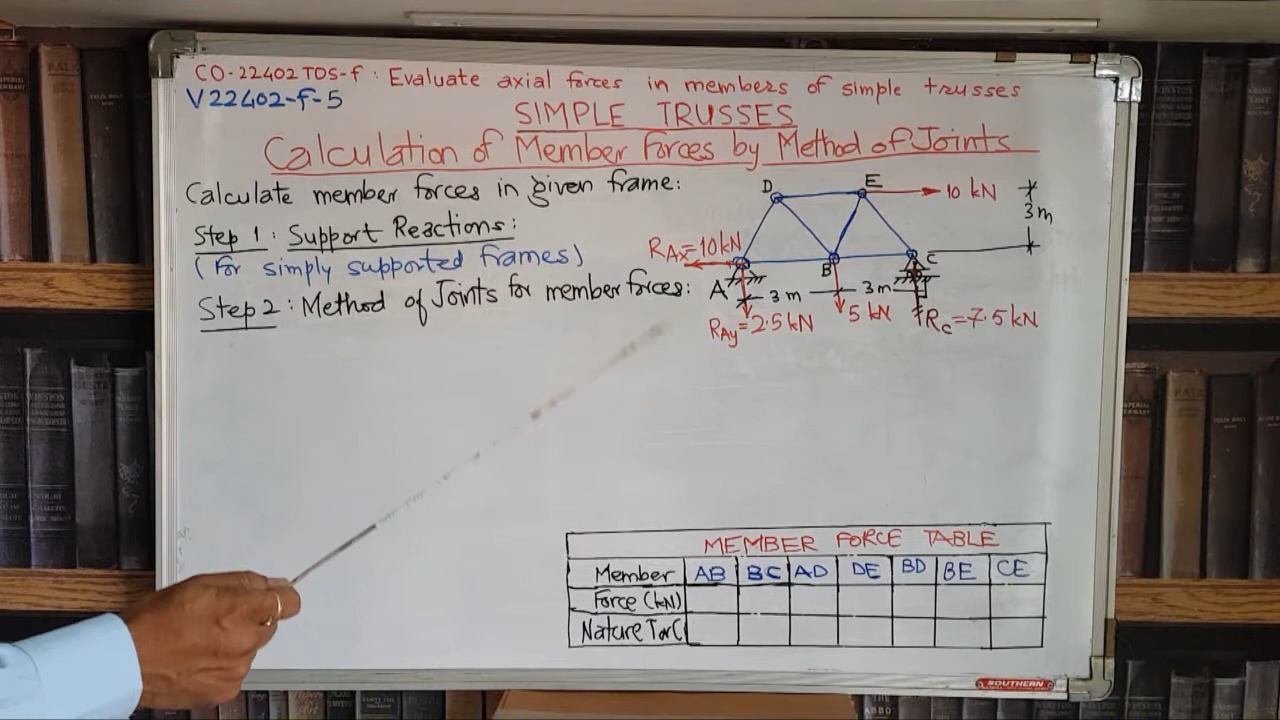 CO-22402 TOS-f : Evaluate axial forces in members of simple trusses
V22402-f-5
SIMPLE TRUSSES
Calculation of Member Forces by Method of Joints
Calculate member forces in given frame:
Step 1 : Support Reactions :
(for simply supported frames)
Step 2 : Method of Joints for member forces:
D
E
10 kN
3 m
RAx=10kN
A
B
C
3 m
3 m
RAy=2.5 kN
5 kN
Rc=7.5 kN
MEMBER FORCE TABLE
Member AB BC AD DE BD BE CE
Force (kN)
Nature T or C
SOUTHERN